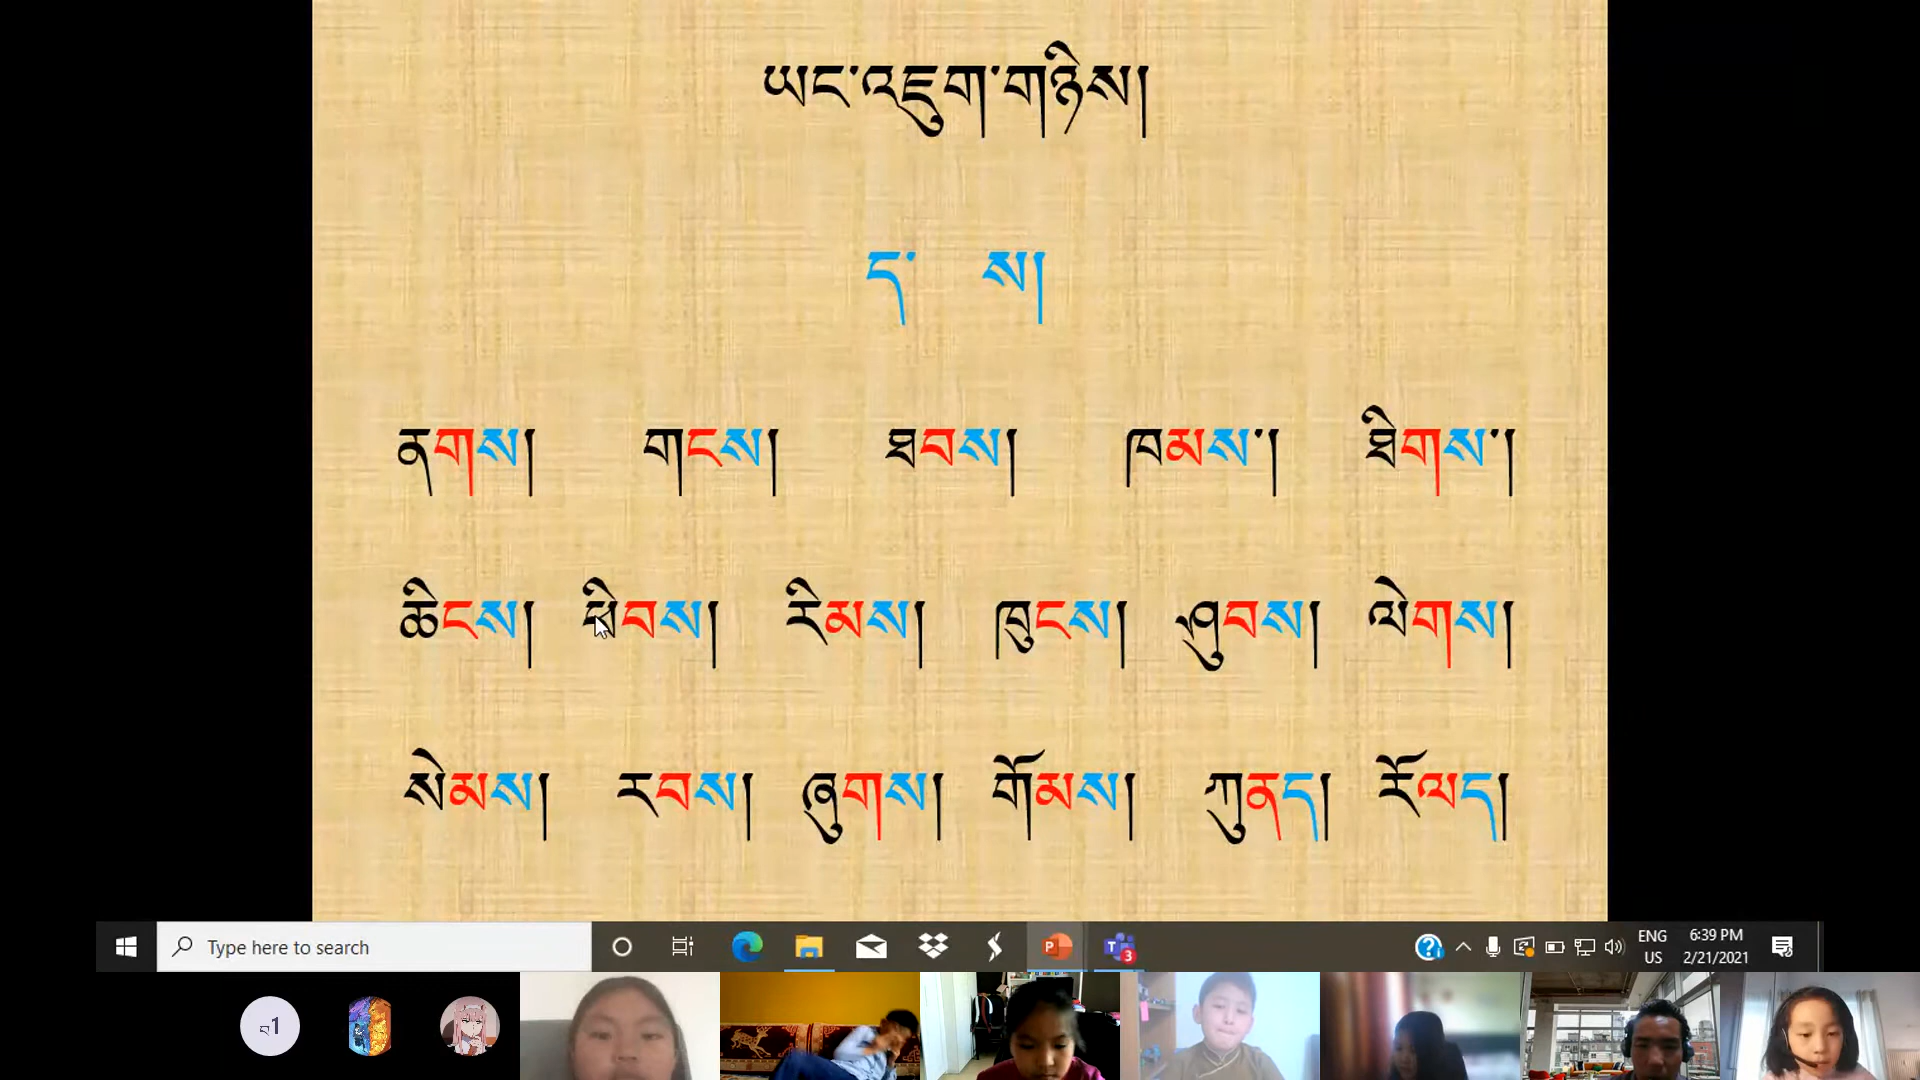 ཡང་འཇུག་གཉིས།
ད་ ས།
ནགས། གངས། ཐབས། ཁམས་། ཐིགས་།
ཆིངས། ཕིབས། རིམས། ཁུངས། ཤུབས། ལེགས།
སེམས། རབས། ཞུགས། གོམས། ཀུནད། རོལད།
Type here to search
ENG 6:39 PM
US 2/21/2021
3